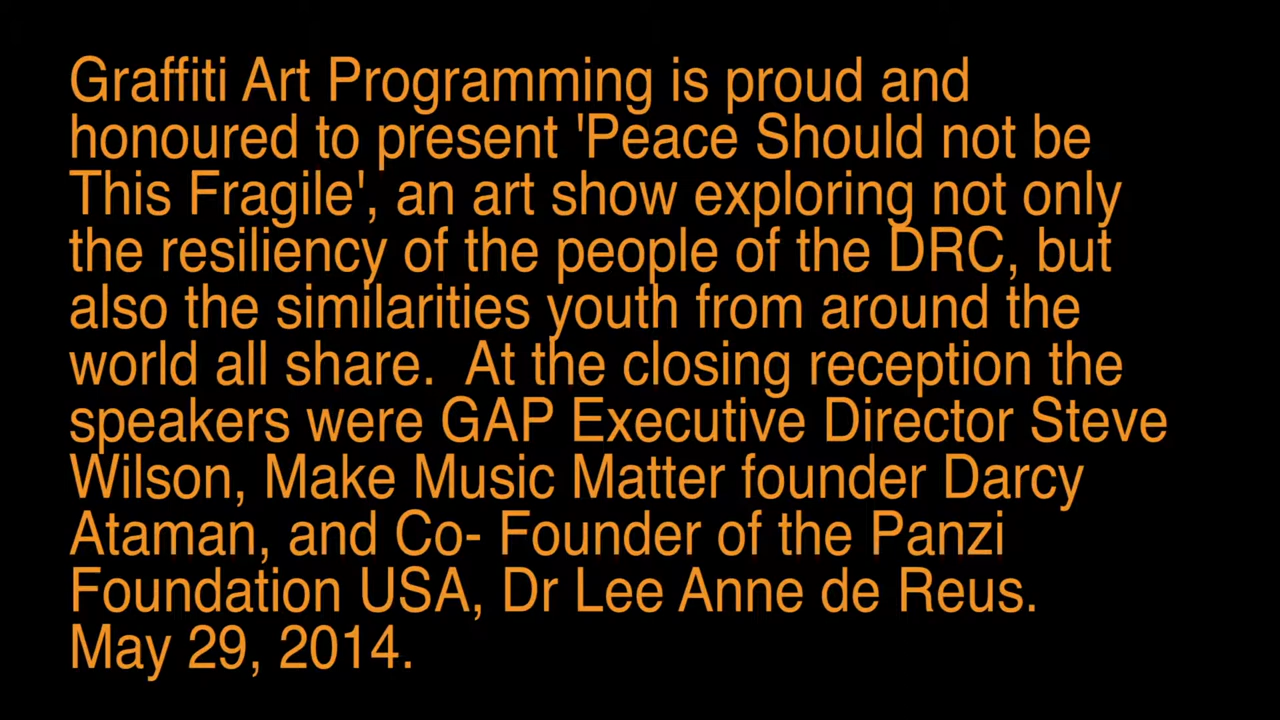 Graffiti Art Programming is proud and
honoured to present 'Peace Should not be
This Fragile', an art show exploring not only
the resiliency of the people of the DRC, but
also the similarities youth from around the
world all share.  At the closing reception the
speakers were GAP Executive Director Steve
Wilson, Make Music Matter founder Darcy
Ataman, and Co- Founder of the Panzi
Foundation USA, Dr Lee Anne de Reus.
May 29, 2014.